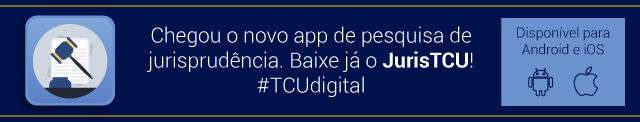 Chegou o novo app de pesquisa de
jurisprudência. Baixe já o JurisTCU!
#TCUdigital
Disponível para
Android e iOS